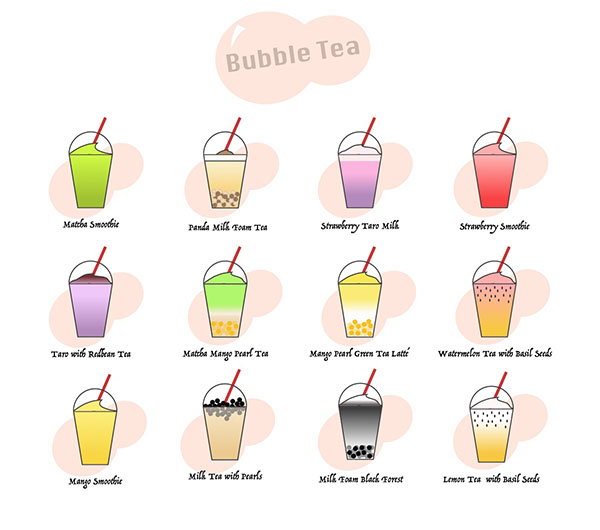 Bubble Tea
Matcha Smoothie
Panda Milk Foam Tea
Strawberry Taro Milk
Strawberry Smoothie
Taro with Redbean Tea
Matcha Mango Pearl Tea
Mango Pearl Green Tea Latté
Watermelon Tea with Basil Seeds
Mango Smoothie
Milk Tea with Pearls
Milk Foam Black Forest
Lemon Tea with Basil Seeds